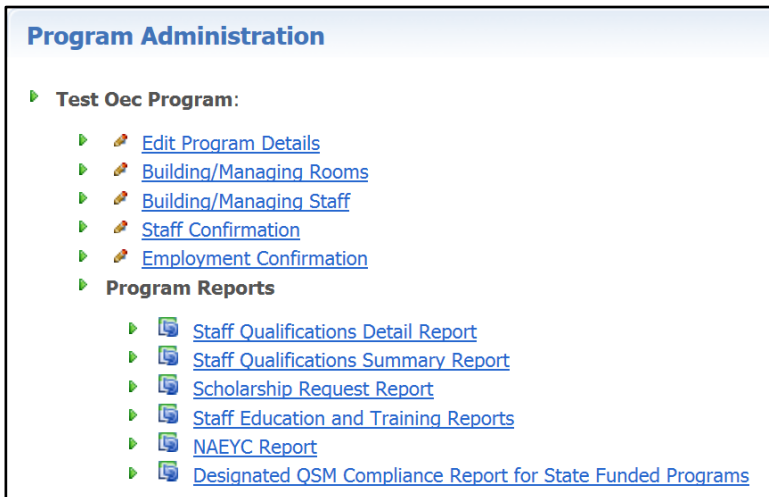 Program Administration
Test Oec Program:
Edit Program Details
Building/Managing Rooms
Building/Managing Staff
Staff Confirmation
Employment Confirmation
Program Reports
Staff Qualifications Detail Report
Staff Qualifications Summary Report
Scholarship Request Report
Staff Education and Training Reports
NAEYC Report
Designated QSM Compliance Report for State Funded Programs